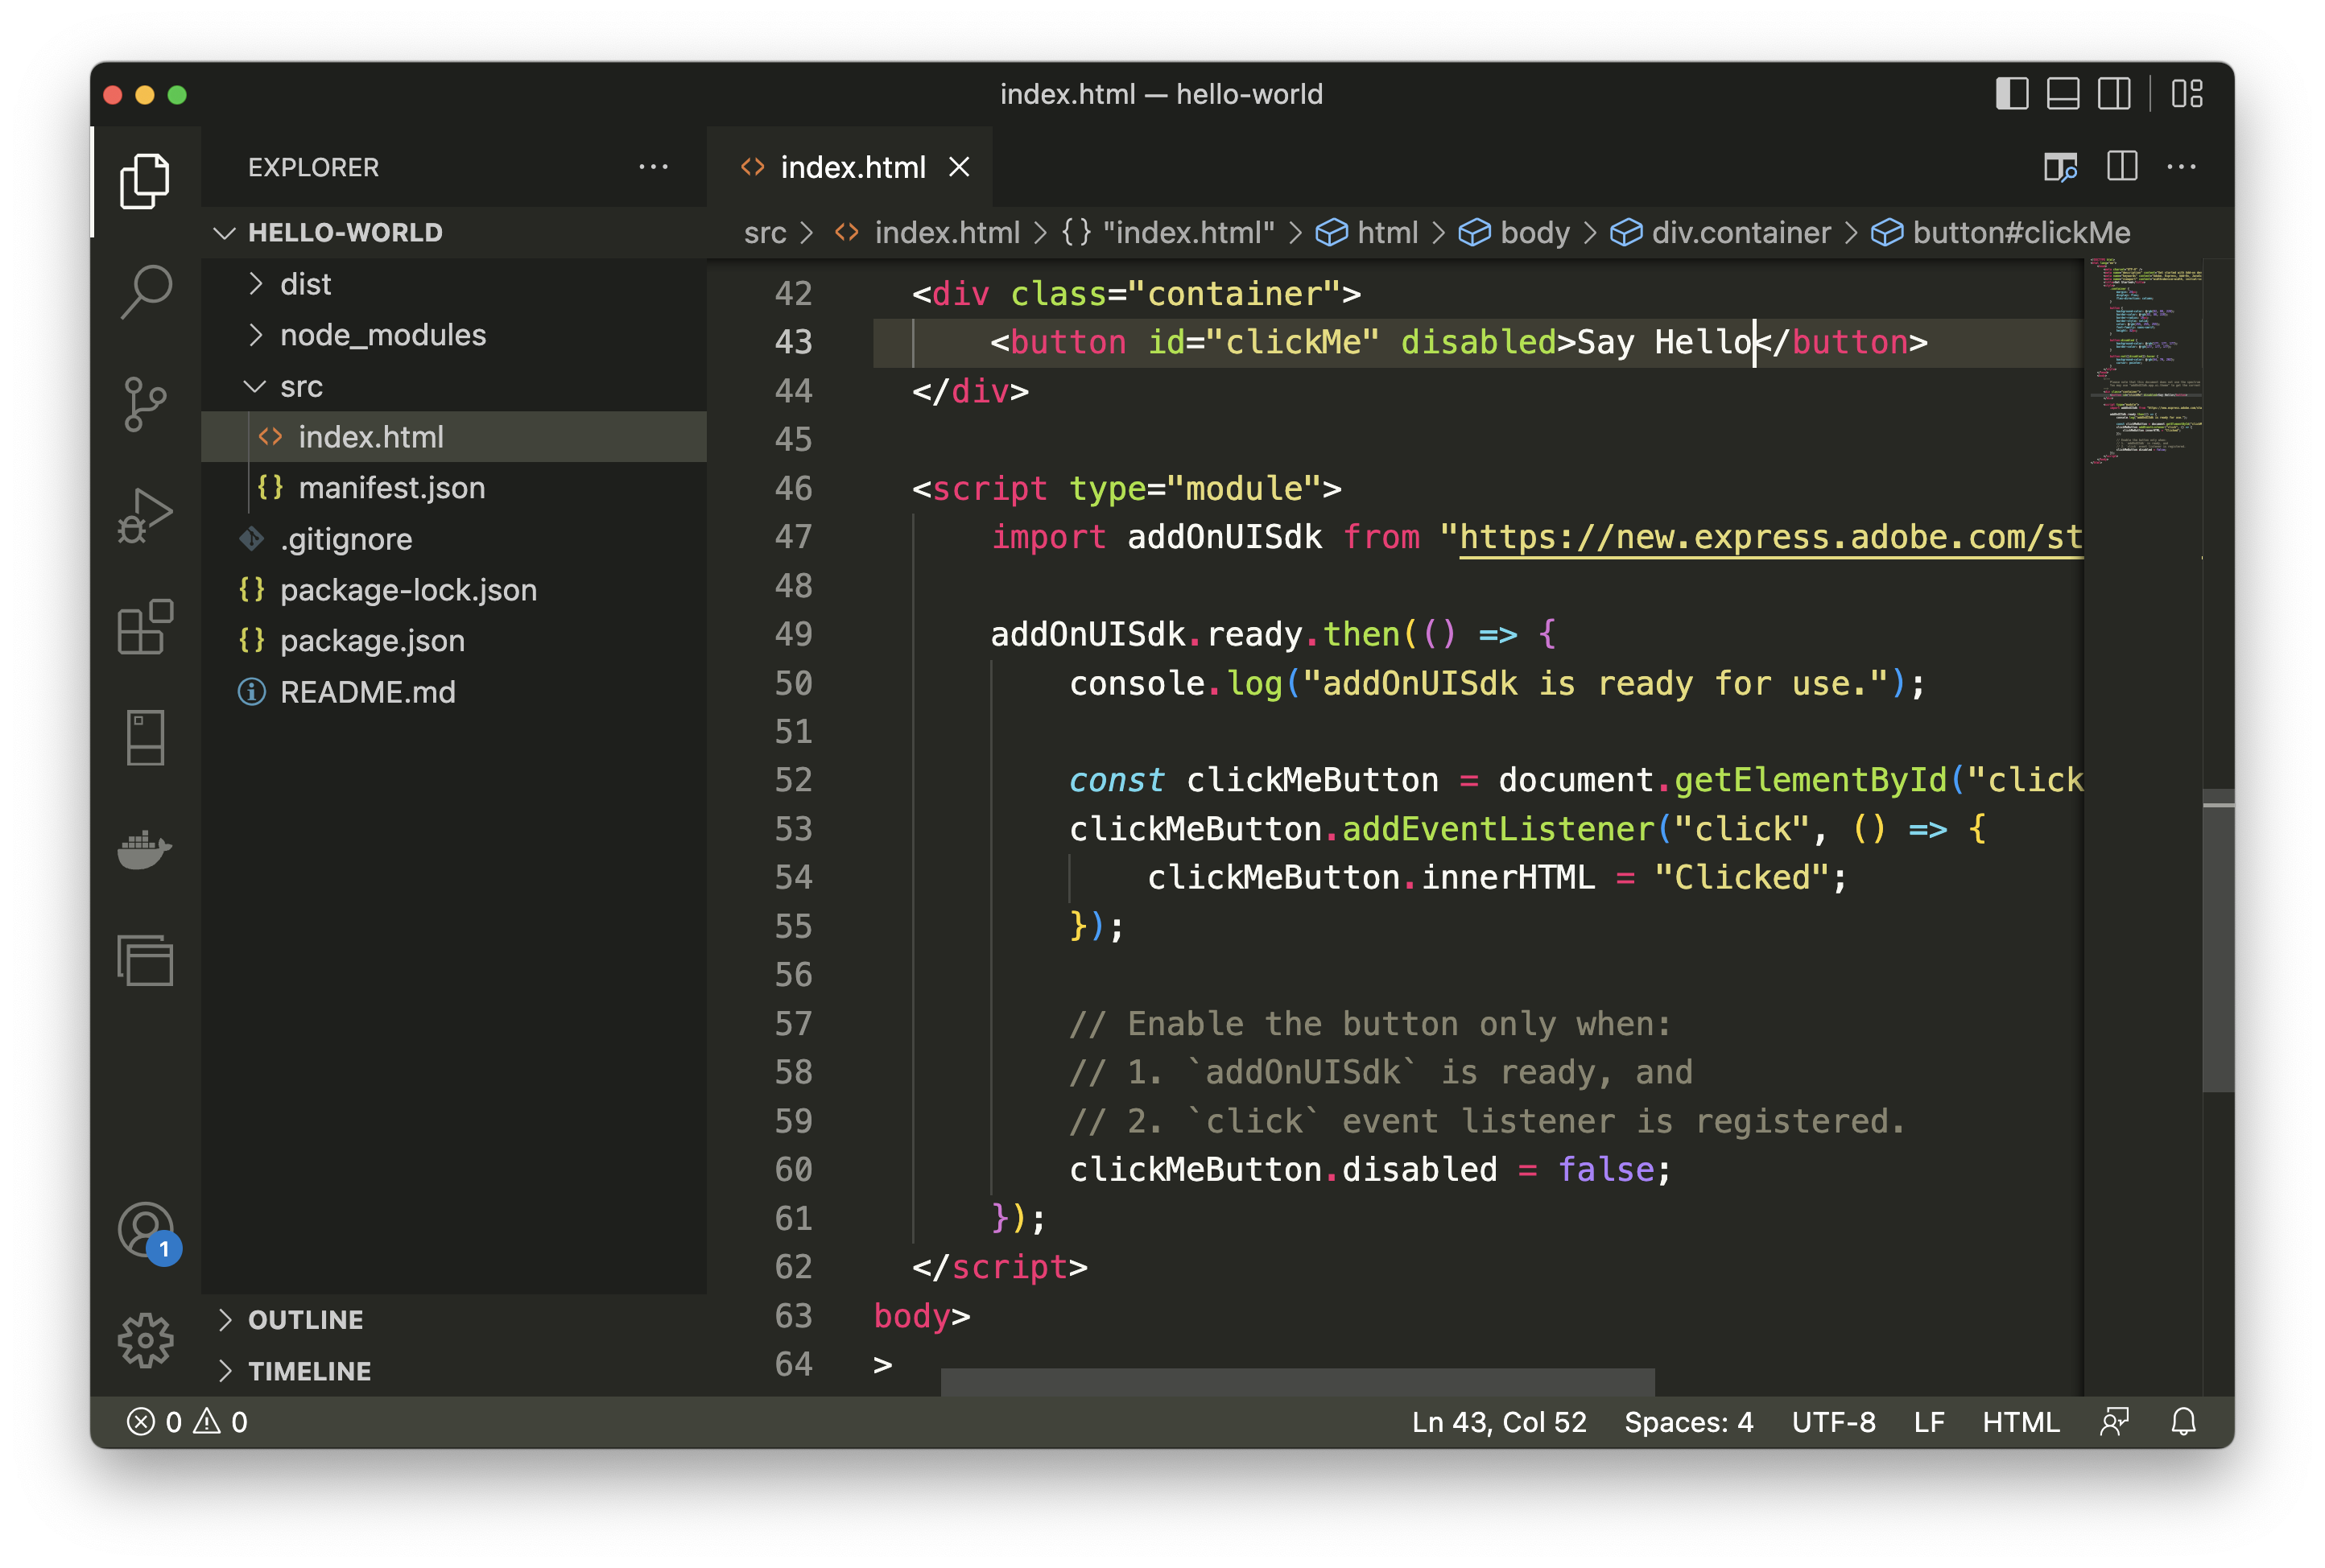 index.html — hello-world
EXPLORER
HELLO-WORLD
dist
node_modules
src
index.html
manifest.json
.gitignore
package-lock.json
package.json
README.md
OUTLINE
TIMELINE
1
index.html
src > index.html > {} "index.html" > html > body > div.container > button#clickMe
42 <div class="container">
43 <button id="clickMe" disabled>Say Hello</button>
44 </div>
45
46 <script type="module">
47 import addOnUISdk from "https://new.express.adobe.com/st
48
49 addOnUISdk.ready.then(() => {
50 console.log("addOnUISdk is ready for use.");
51
52 const clickMeButton = document.getElementById("click
53 clickMeButton.addEventListener("click", () => {
54 clickMeButton.innerHTML = "Clicked";
55 });
56
57 // Enable the button only when:
58 // 1. `addOnUISdk` is ready, and
59 // 2. `click` event listener is registered.
60 clickMeButton.disabled = false;
61 });
62 </script>
63 body>
64 >
0 0
Ln 43, Col 52 Spaces: 4 UTF-8 LF HTML